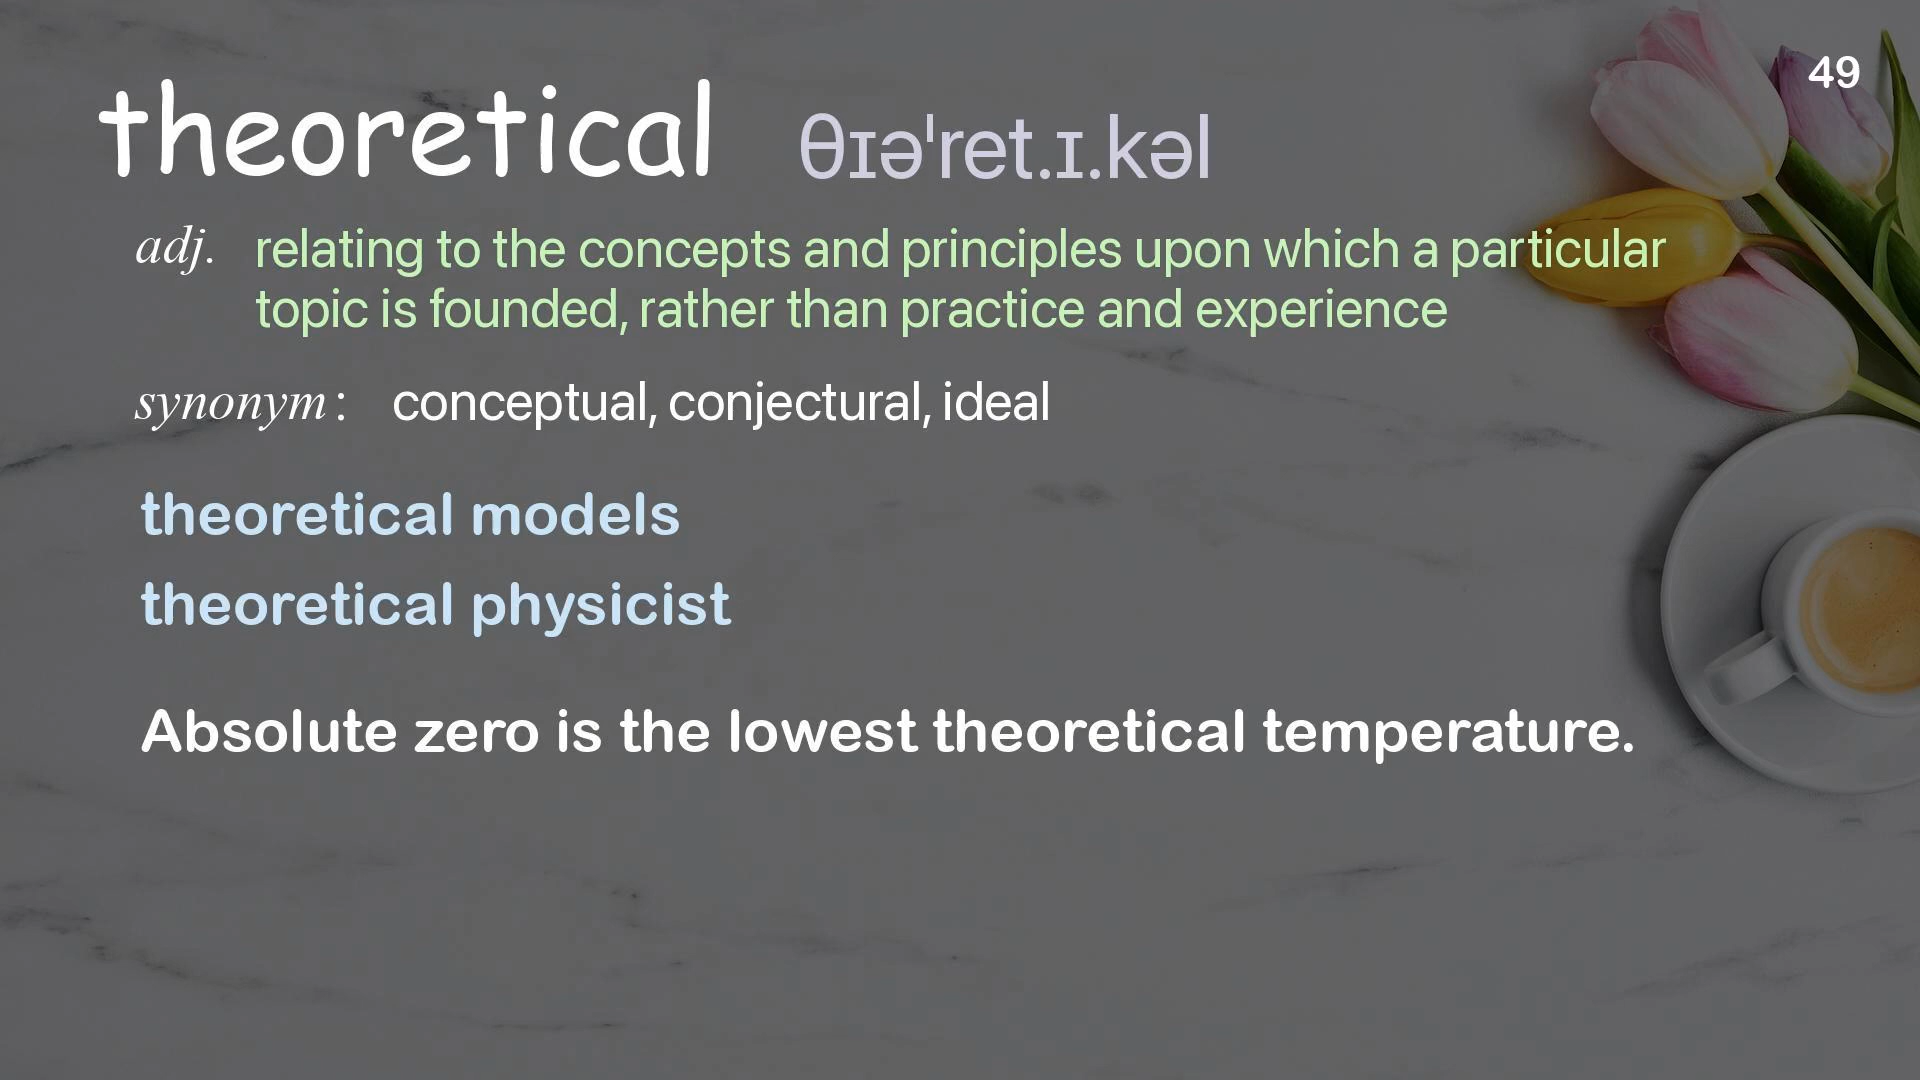 49
theoretical θɪəˈret.ɪ.kəl
adj. relating to the concepts and principles upon which a particular
topic is founded, rather than practice and experience
synonym: conceptual, conjectural, ideal
theoretical models
theoretical physicist
Absolute zero is the lowest theoretical temperature.